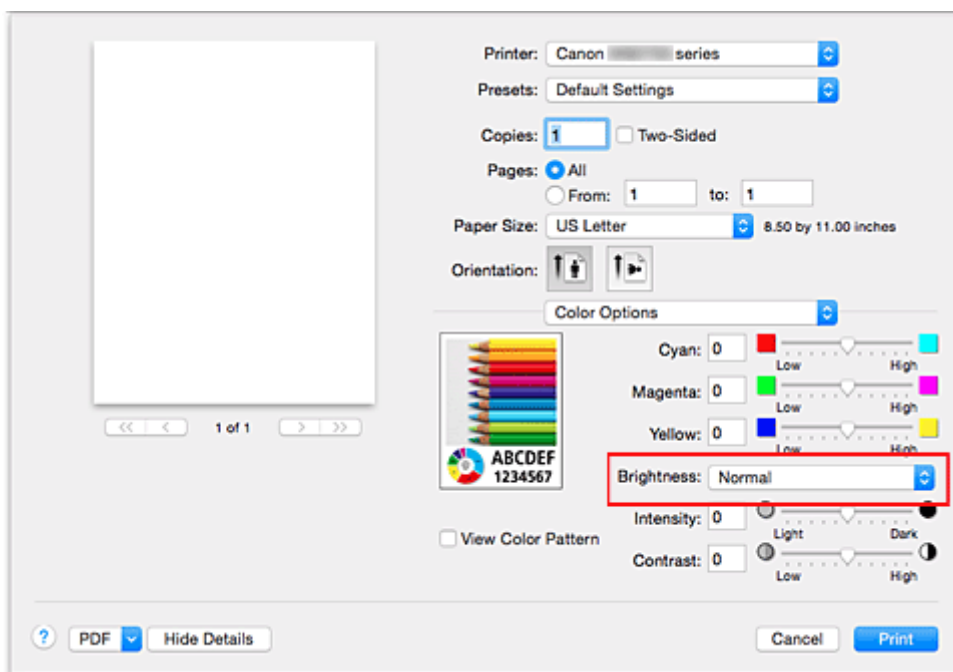 Printer: Canon series
Presets: Default Settings
Copies: 1 Two-Sided
Pages: All
From: 1 to: 1
Paper Size: US Letter 8.50 by 11.00 inches
Orientation:
Color Options
Cyan: 0
Low High
Magenta: 0
Low High
Yellow: 0
Low High
ABCDEF
1234567
Brightness: Normal
Intensity: 0
Light Dark
View Color Pattern
Contrast: 0
Low High
<< < 1 of 1 > >>
? PDF Hide Details Cancel Print